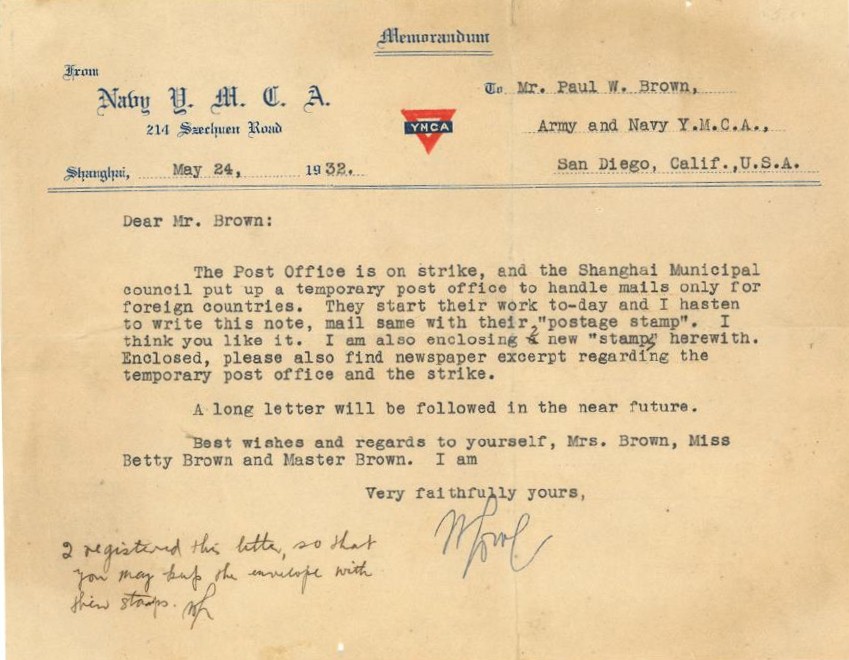 Memorandum
From
Navy Y. M. C. A.
214 Szechuen Road
Shanghai, May 24, 1932.
YMCA
To Mr. Paul W. Brown,
Army and Navy Y.M.C.A.,
San Diego, Calif.,U.S.A.
Dear Mr. Brown:
The Post Office is on strike, and the Shanghai Municipal
council put up a temporary post office to handle mails only for
foreign countries. They start their work to-day and I hasten
to write this note, mail same with their "postage stamp". I
think you like it. I am also enclosing 2 new "stamps" herewith.
Enclosed, please also find newspaper excerpt regarding the
temporary post office and the strike.
A long letter will be followed in the near future.
Best wishes and regards to yourself, Mrs. Brown, Miss
Betty Brown and Master Brown. I am
Very faithfully yours,
I registered this letter, so that
you may keep the envelope with
their stamps.